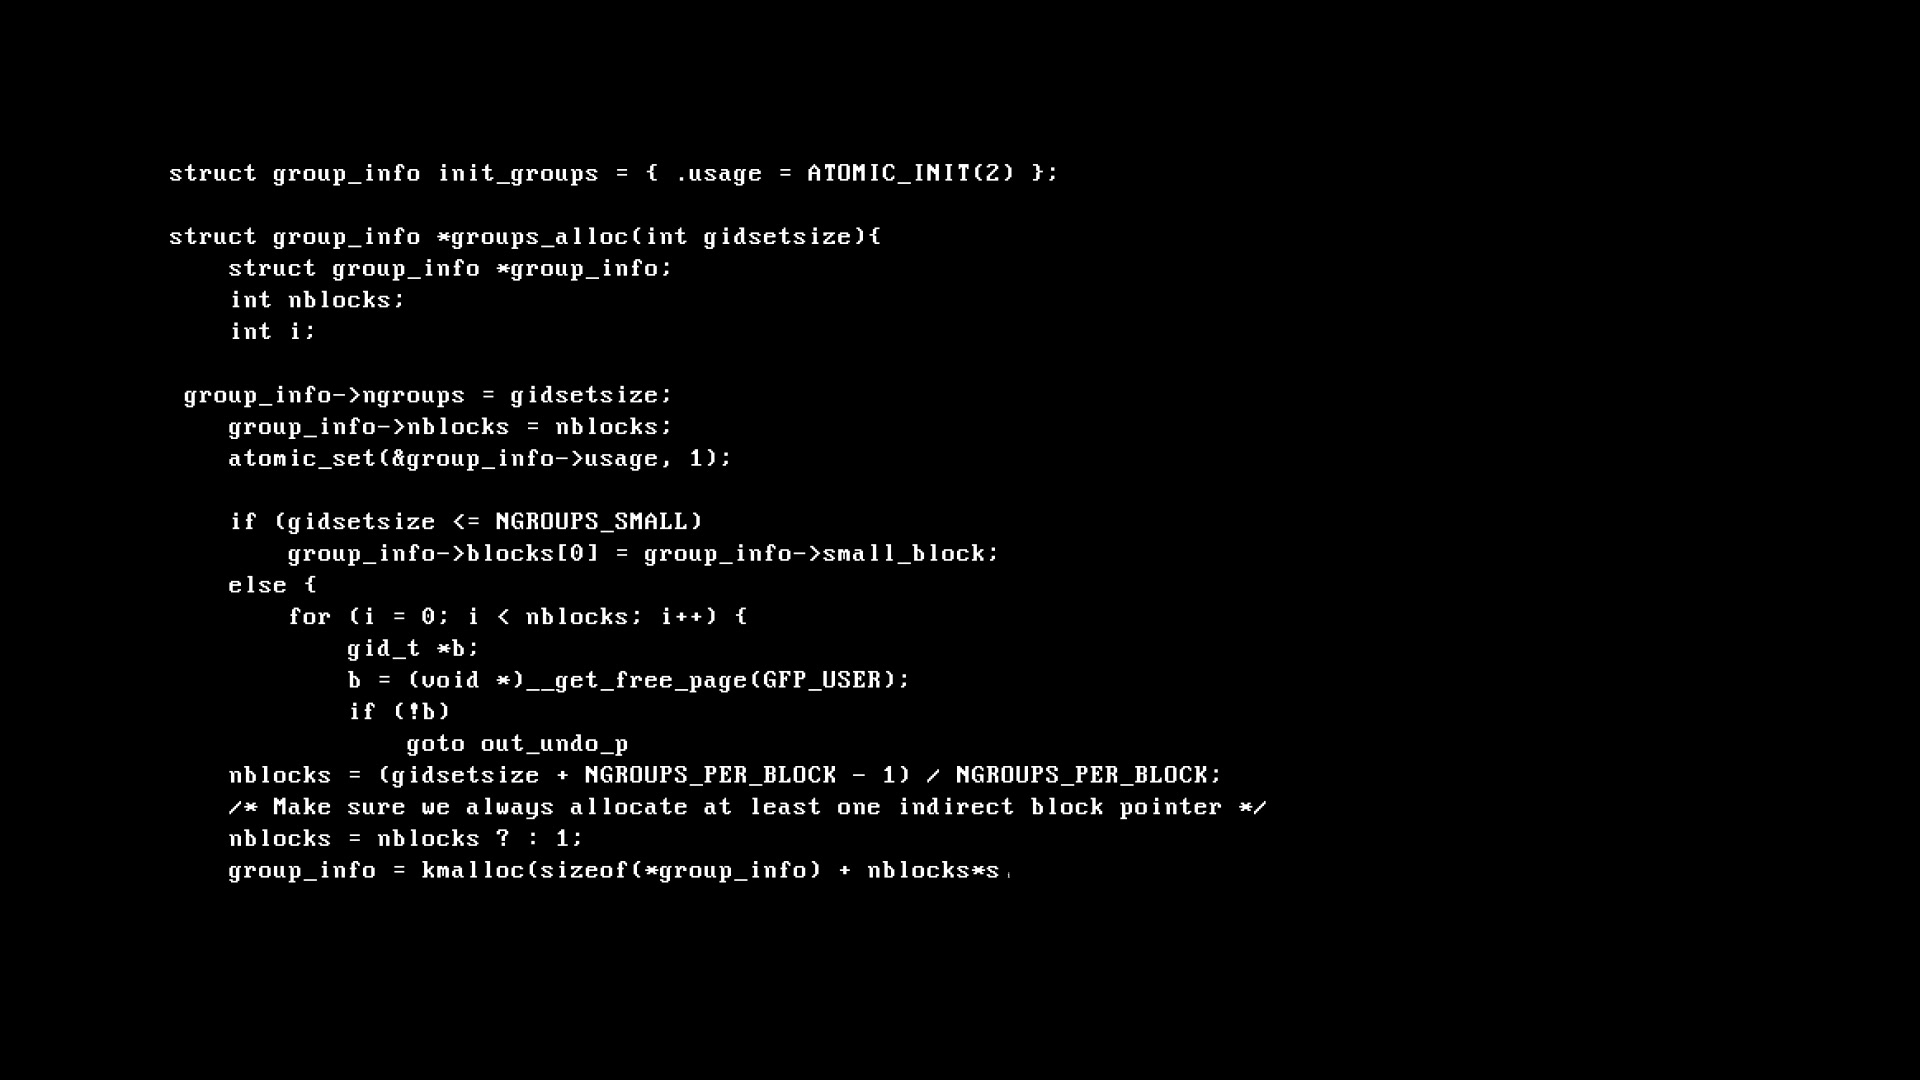 struct group_info init_groups = { .usage = ATOMIC_INIT(2) };
struct group_info *groups_alloc(int gidsetsize){
struct group_info *group_info;
int nblocks;
int i;
group_info->ngroups = gidsetsize;
group_info->nblocks = nblocks;
atomic_set(&group_info->usage, 1);
if (gidsetsize <= NGROUPS_SMALL)
group_info->blocks[0] = group_info->small_block;
else {
for (i = 0; i < nblocks; i++) {
gid_t *b;
b = (void *)__get_free_page(GFP_USER);
if (!b)
goto out_undo_p
nblocks = (gidsetsize + NGROUPS_PER_BLOCK - 1) / NGROUPS_PER_BLOCK;
/* Make sure we always allocate at least one indirect block pointer */
nblocks = nblocks ? : 1;
group_info = kmalloc(sizeof(*group_info) + nblocks*s